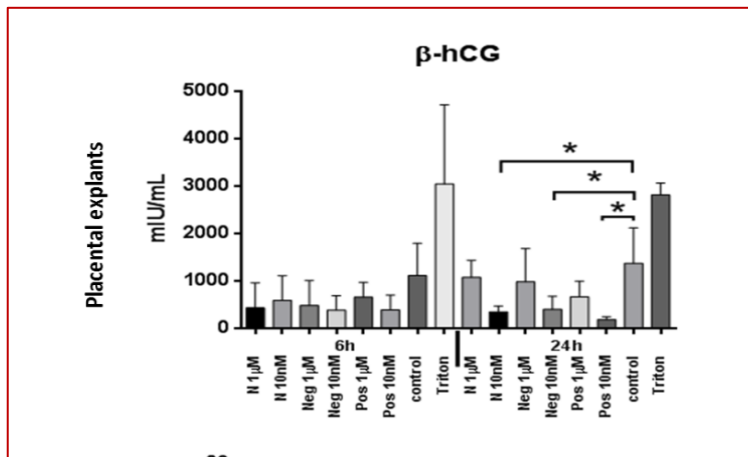 β-hCG
Placental explants
mIU/mL
5000
4000
3000
2000
1000
0
*
*
*
6h
24h
N 1µM
N 10nM
Neg 1µM
Neg 10nM
Pos 1µM
Pos 10nM
control
Triton
N 1µM
N 10nM
Neg 1µM
Neg 10nM
Pos 1µM
Pos 10nM
control
Triton